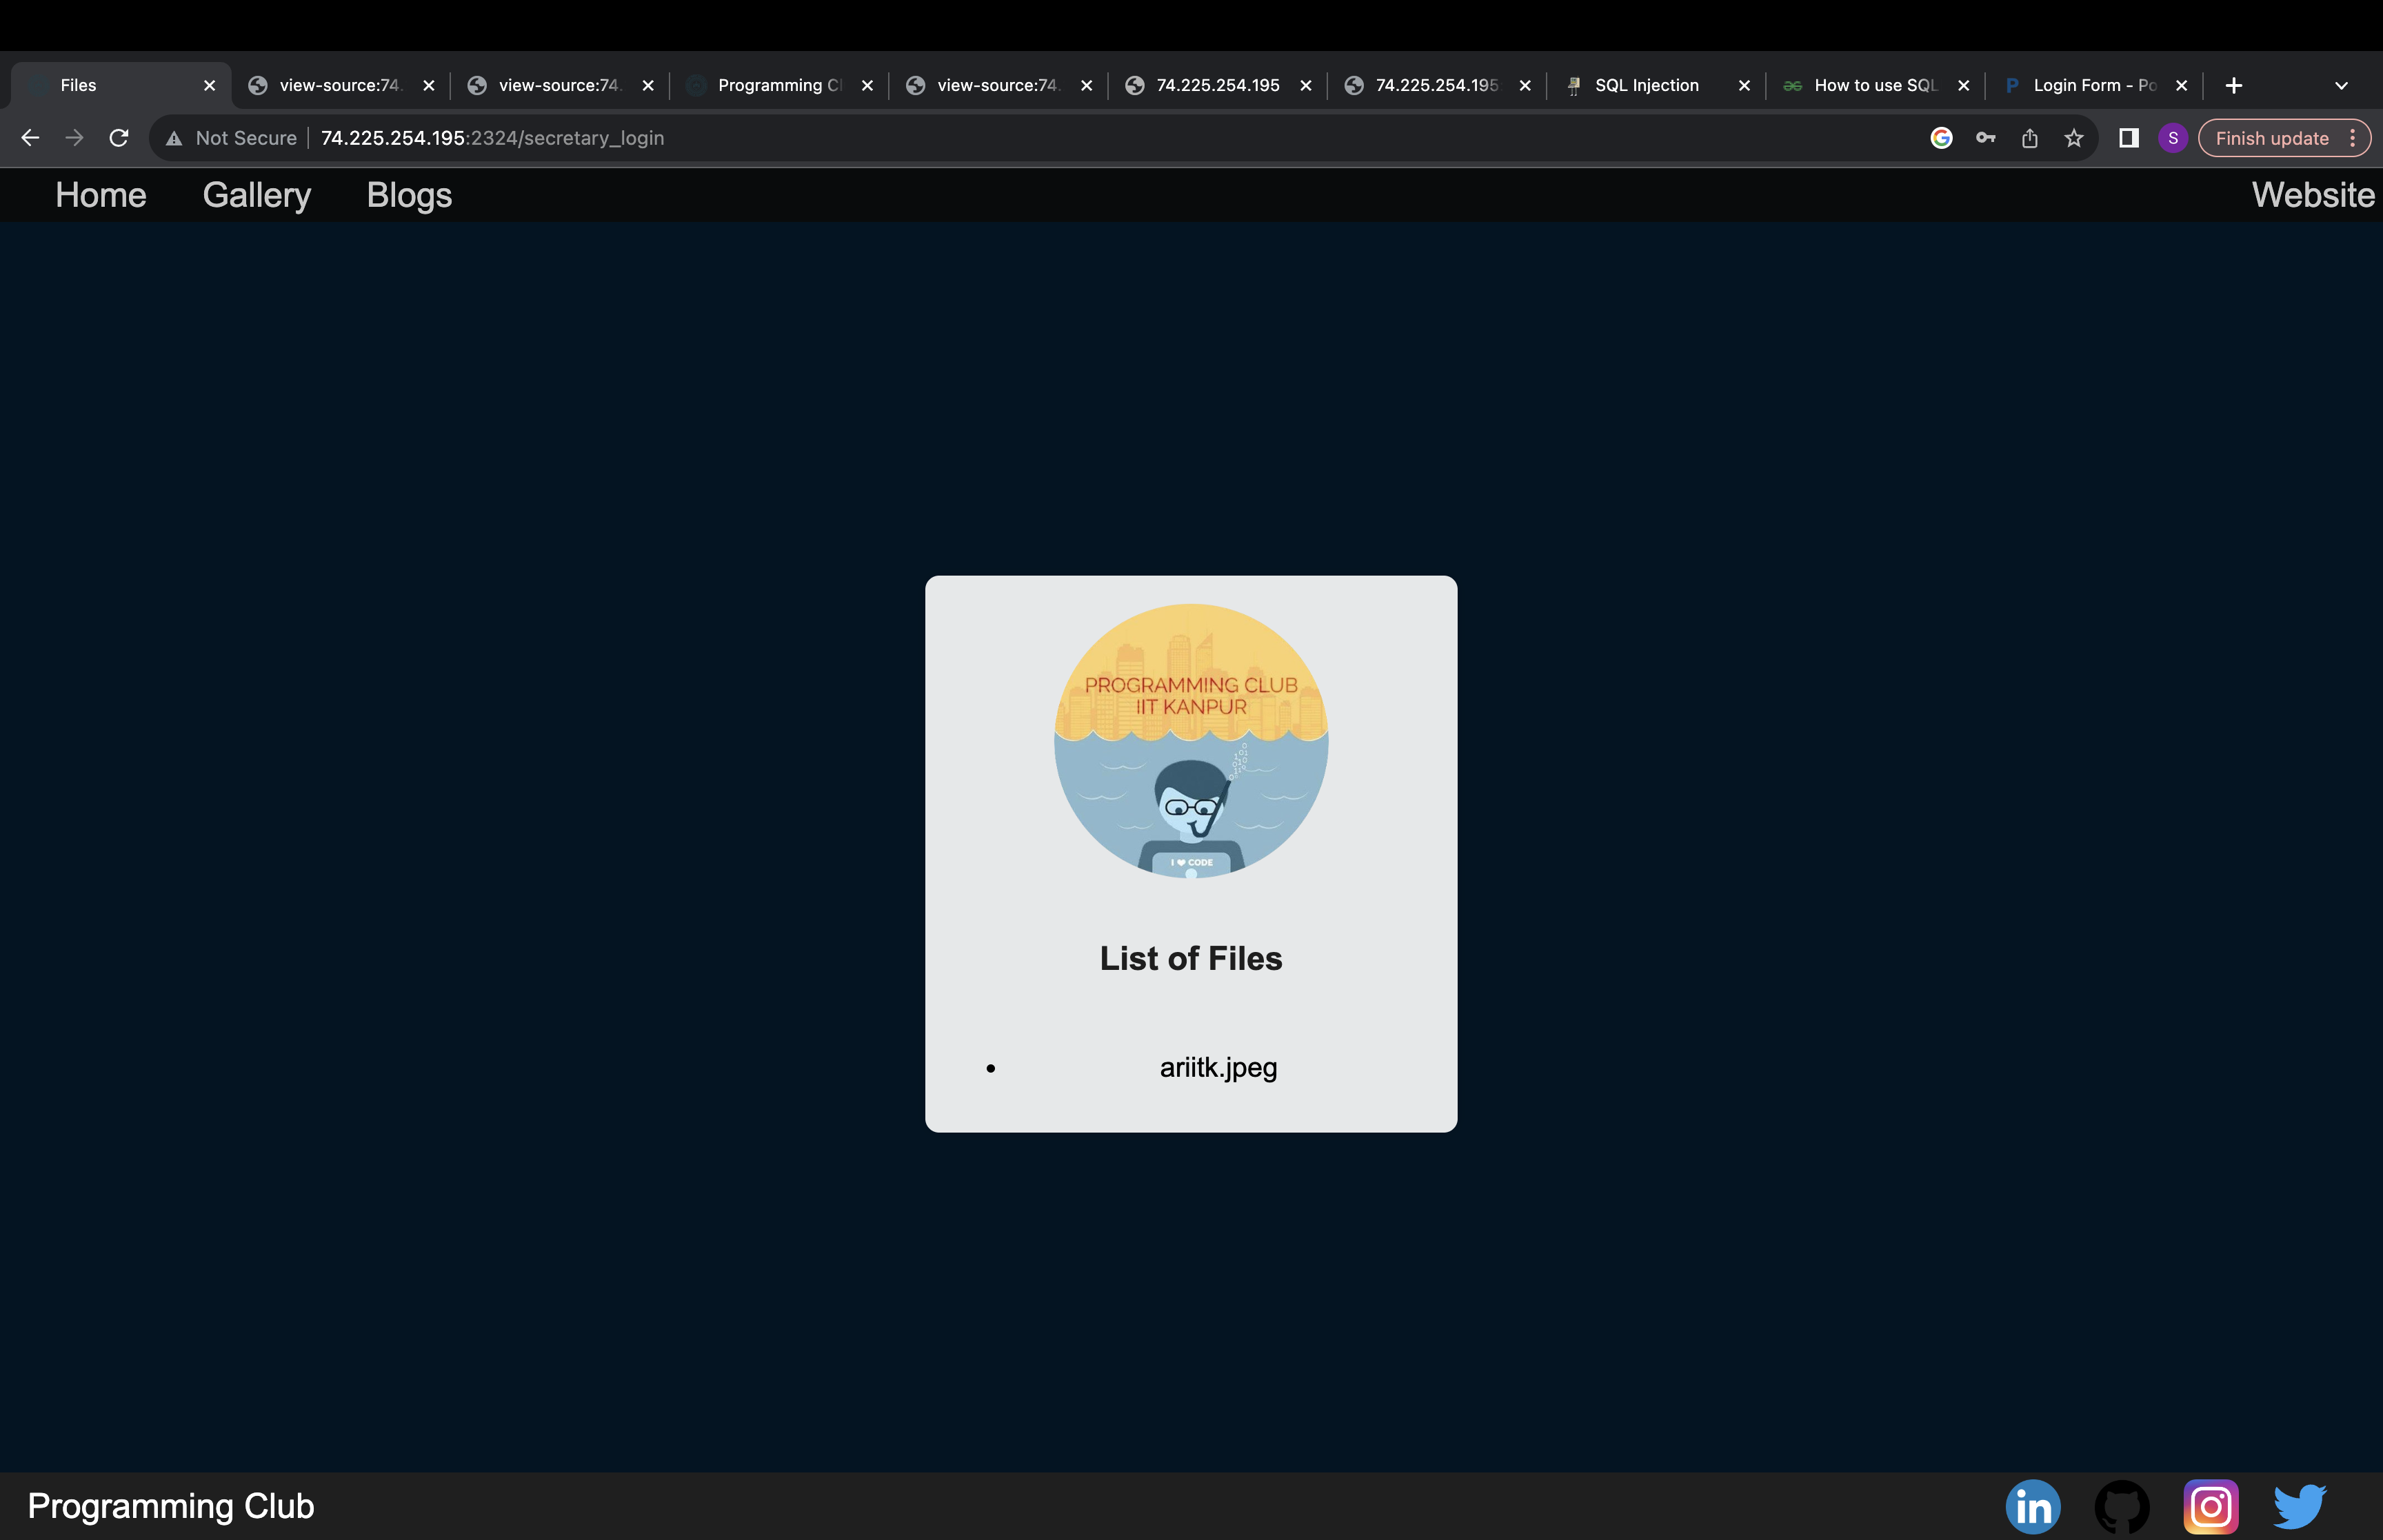 Files
view-source:74.
view-source:74.
Programming Cl
view-source:74.
74.225.254.195
74.225.254.195
SQL Injection
How to use SQL
Login Form - Po
Not Secure
74.225.254.195:2324/secretary_login
S
Finish update
Home
Gallery
Blogs
Website
PROGRAMMING CLUB
IIT KANPUR
I ❤ CODE
List of Files
• ariitk.jpeg
Programming Club
in